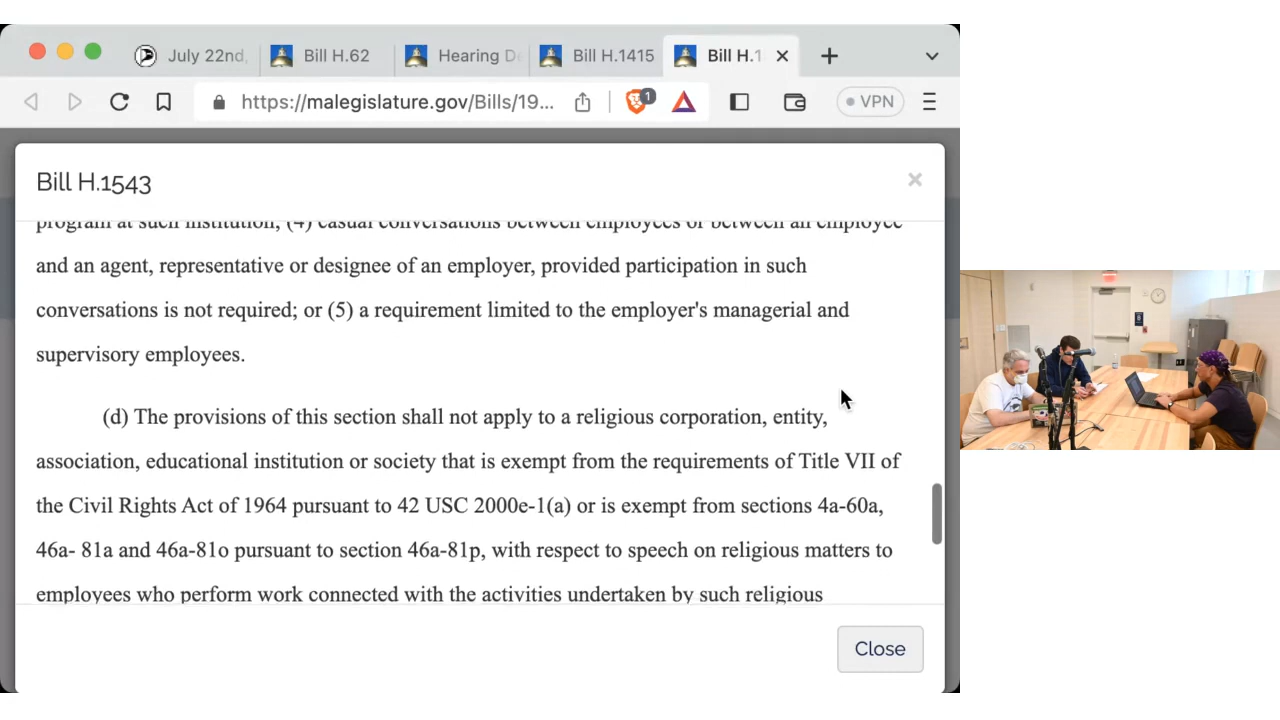 July 22nd,
Bill H.62
Hearing D
Bill H.1415
Bill H.1
https://malegislature.gov/Bills/19...
1
VPN
Bill H.1543
program at such institution; (4) casual conversations between employees or between an employee
and an agent, representative or designee of an employer, provided participation in such
conversations is not required; or (5) a requirement limited to the employer's managerial and
supervisory employees.
(d) The provisions of this section shall not apply to a religious corporation, entity,
association, educational institution or society that is exempt from the requirements of Title VII of
the Civil Rights Act of 1964 pursuant to 42 USC 2000e-1(a) or is exempt from sections 4a-60a,
46a- 81a and 46a-81o pursuant to section 46a-81p, with respect to speech on religious matters to
employees who perform work connected with the activities undertaken by such religious
Close